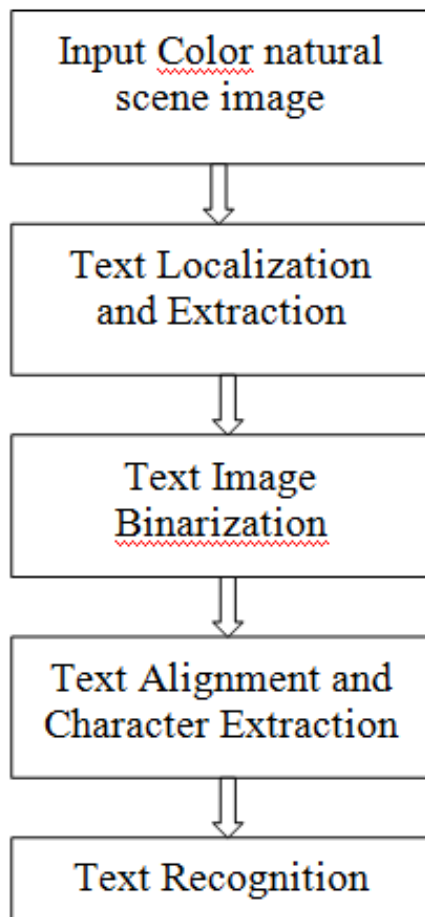 Input Color natural
scene image
Text Localization
and Extraction
Text Image
Binarization
Text Alignment and
Character Extraction
Text Recognition